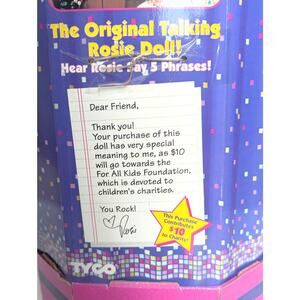 The Original Talking
Rosie Doll!
Hear Rosie Say 5 Phrases!
Dear Friend,
Thank you!
Your purchase of this
doll has very special
meaning to me, as $10
will go towards the
For All Kids Foundation,
which is devoted to
children's charities.
You Rock!
Rosie
This Purchase
Contributes
$10
to Charity!
TYCO